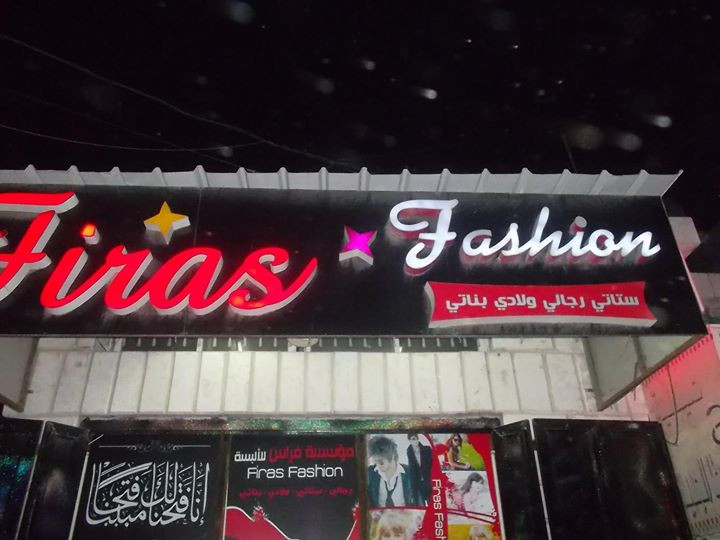 Firas Fashion
ستاتي رجالي ولادي بناتي
إنا فتحنا لك فتحا مبينا
مؤسسة فراس للألبسة
Firas Fashion
رجالي - ستاتي - ولادي - بناتي
Firas Fash